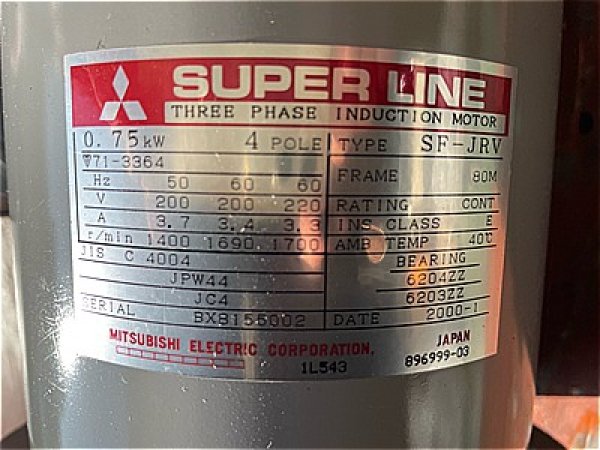 SUPER LINE
THREE PHASE INDUCTION MOTOR
0.75kW 4 POLE TYPE SF-JRV
71-3364 FRAME 80M
Hz 50 60 60
V 200 200 220 RATING CONT
A 3.7 3.4 3.3 INS CLASS E
r/min 1400 1690 1700 AMB TEMP 40℃
JIS C 4004 BEARING
JPW44 6204ZZ
JC4 6203ZZ
SERIAL BX3155002 DATE 2000-1
MITSUBISHI ELECTRIC CORPORATION. JAPAN
1L543 896999-03